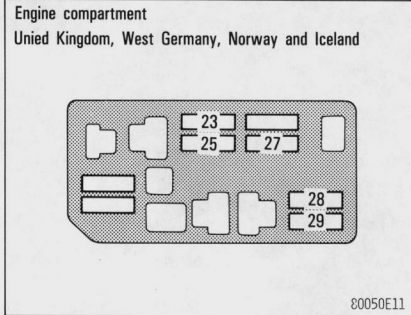 Engine compartment
Unied Kingdom, West Germany, Norway and Iceland
23
25 27
28
29
80050E11